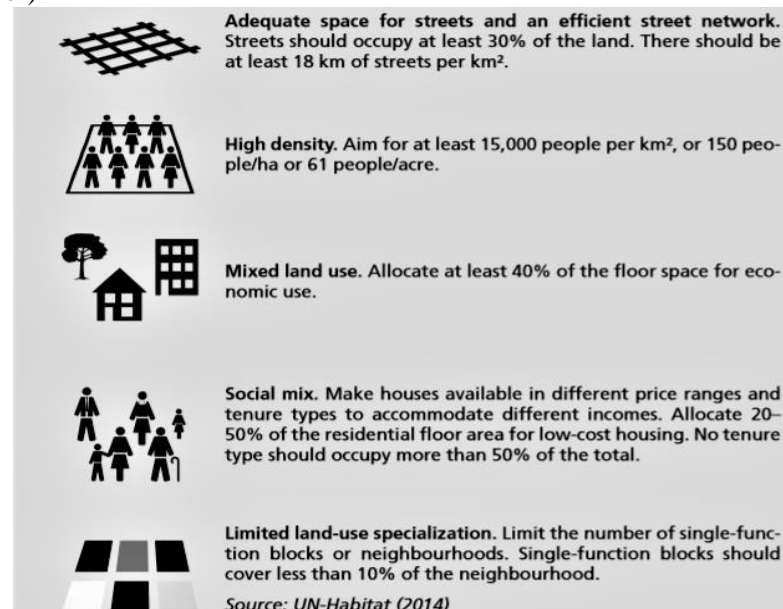 Adequate space for streets and an efficient street network.
Streets should occupy at least 30% of the land. There should be
at least 18 km of streets per km².
High density. Aim for at least 15,000 people per km², or 150 peo-
ple/ha or 61 people/acre.
Mixed land use. Allocate at least 40% of the floor space for eco-
nomic use.
Social mix. Make houses available in different price ranges and
tenure types to accommodate different incomes. Allocate 20–
50% of the residential floor area for low-cost housing. No tenure
type should occupy more than 50% of the total.
Limited land-use specialization. Limit the number of single-func-
tion blocks or neighbourhoods. Single-function blocks should
cover less than 10% of the neighbourhood.
Source: UN-Habitat (2014)